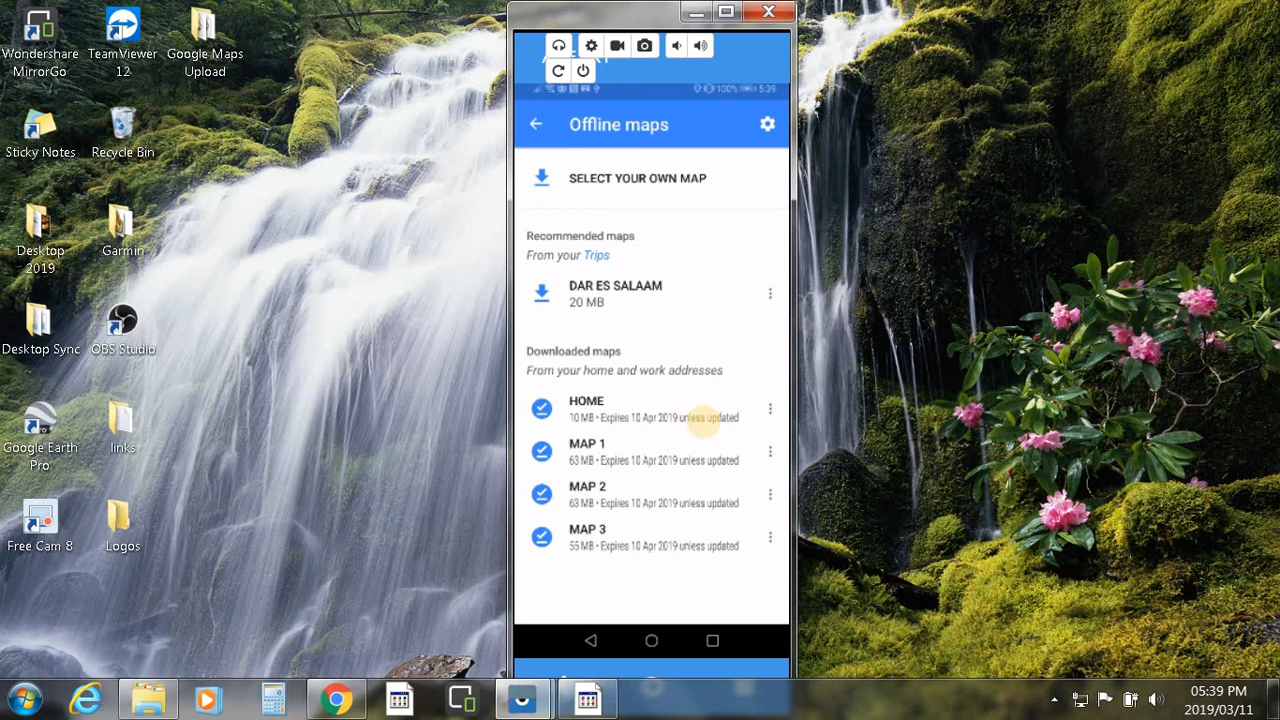 Wondershare
MirrorGo
TeamViewer
12
Google Maps
Upload
Sticky Notes
Recycle Bin
Desktop
2019
Garmin
Desktop Sync
OBS Studio
Google Earth
Pro
links
Free Cam 8
Logos
100%
5:39
Offline maps
SELECT YOUR OWN MAP
Recommended maps
From your Trips
DAR ES SALAAM
20 MB
Downloaded maps
From your home and work addresses
HOME
10 MB • Expires 10 Apr 2019 unless updated
MAP 1
63 MB • Expires 10 Apr 2019 unless updated
MAP 2
63 MB • Expires 10 Apr 2019 unless updated
MAP 3
55 MB • Expires 10 Apr 2019 unless updated
05:39 PM
2019/03/11